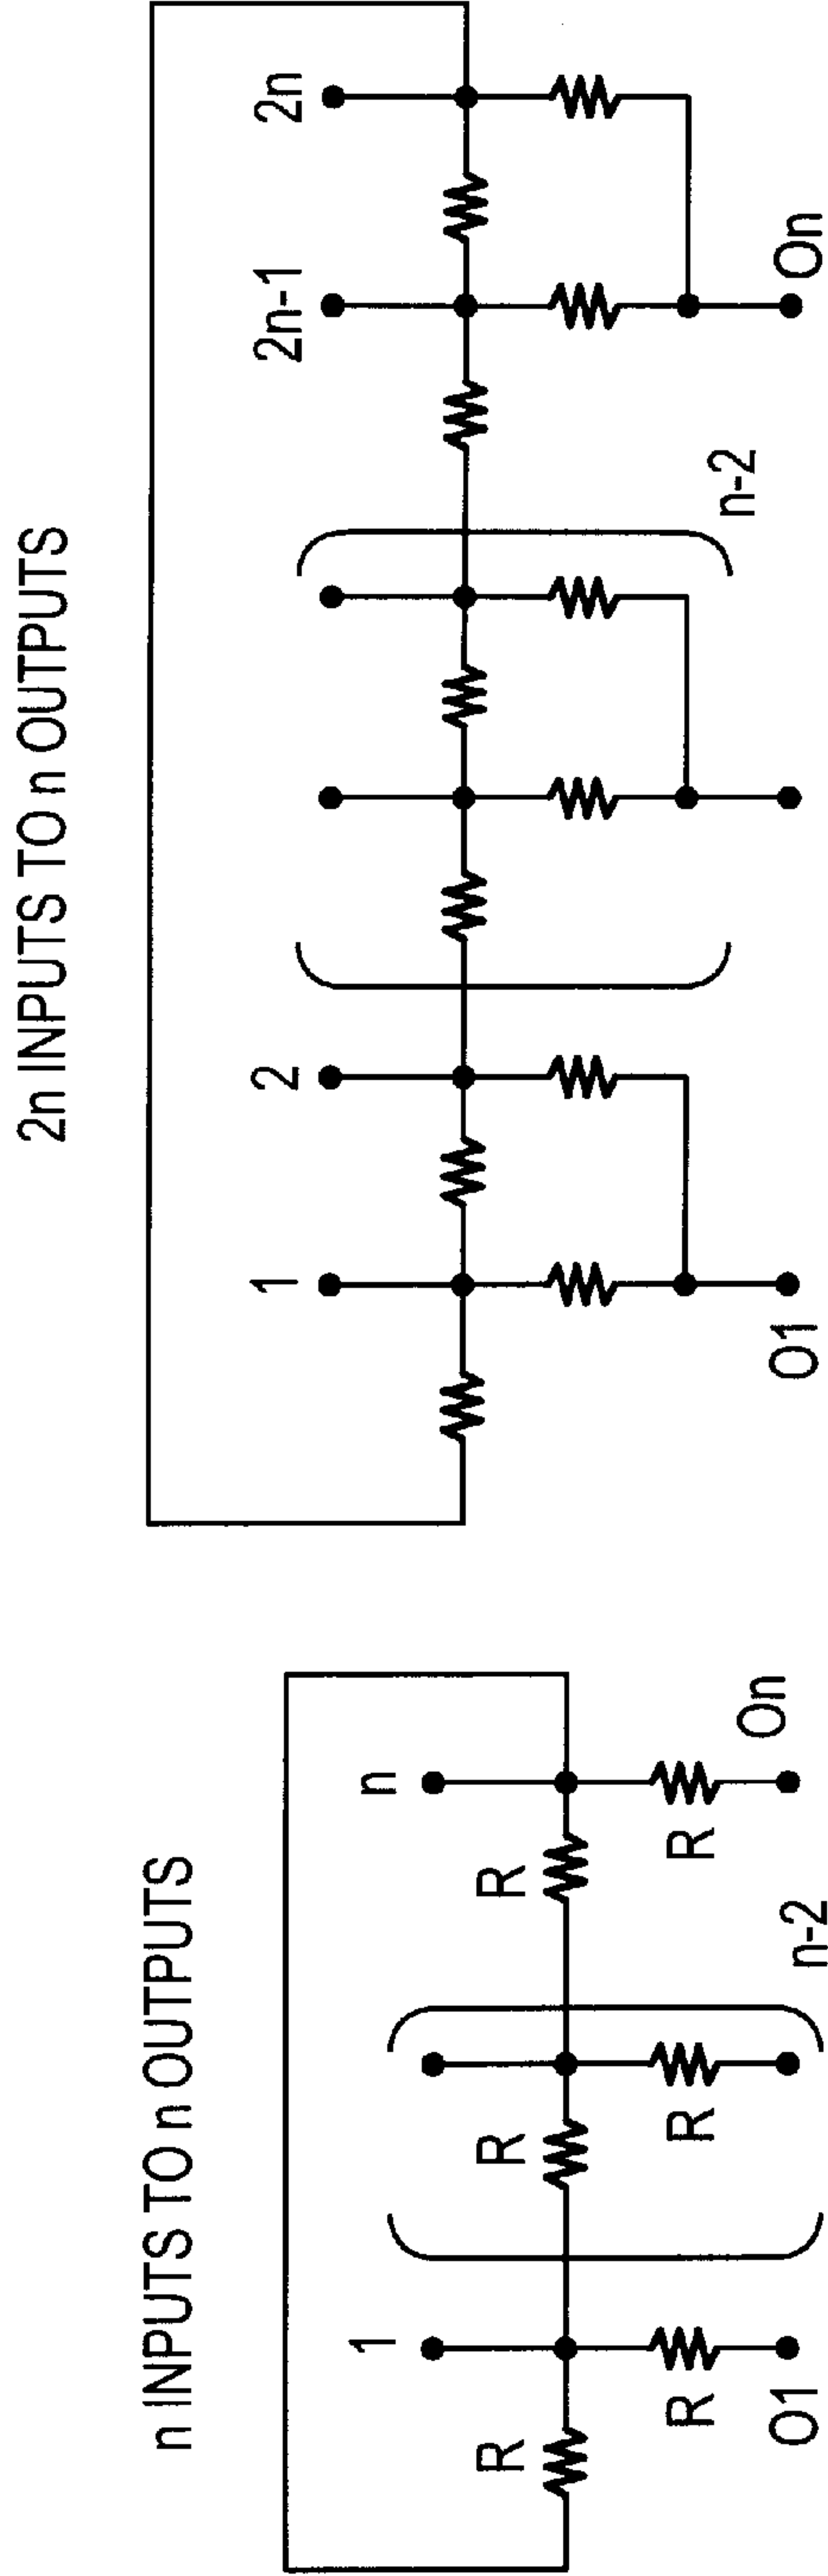 n INPUTS TO n OUTPUTS
1
n
R
R
R
R
R
R
n-2
O1
On
2n INPUTS TO n OUTPUTS
1
2
2n-1
2n
n-2
O1
On